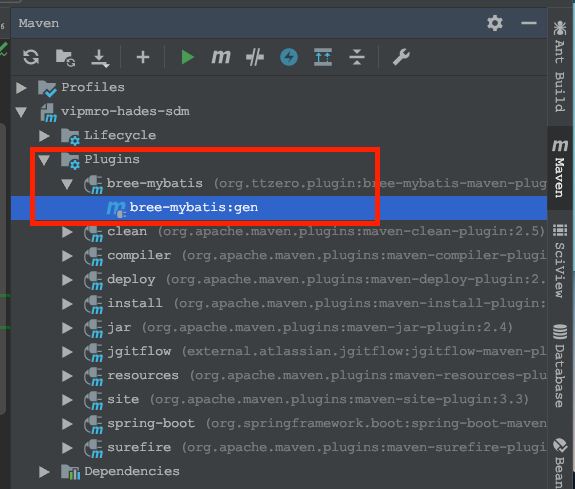 6
Maven
m
Profiles
vipmro-hades-sdm
Lifecycle
Plugins
bree-mybatis (org.ttzero.plugin:bree-mybatis-maven-plug
bree-mybatis:gen
clean (org.apache.maven.plugins:maven-clean-plugin:2.5)
compiler (org.apache.maven.plugins:maven-compiler-plugi
deploy (org.apache.maven.plugins:maven-deploy-plugin:2.
install (org.apache.maven.plugins:maven-install-plugin:
jar (org.apache.maven.plugins:maven-jar-plugin:2.4)
jgitflow (external.atlassian.jgitflow:jgitflow-maven-pl
resources (org.apache.maven.plugins:maven-resources-plu
site (org.apache.maven.plugins:maven-site-plugin:3.3)
spring-boot (org.springframework.boot:spring-boot-maven
surefire (org.apache.maven.plugins:maven-surefire-plugi
Dependencies
Ant Build
m Maven
SciView
Database
Bean